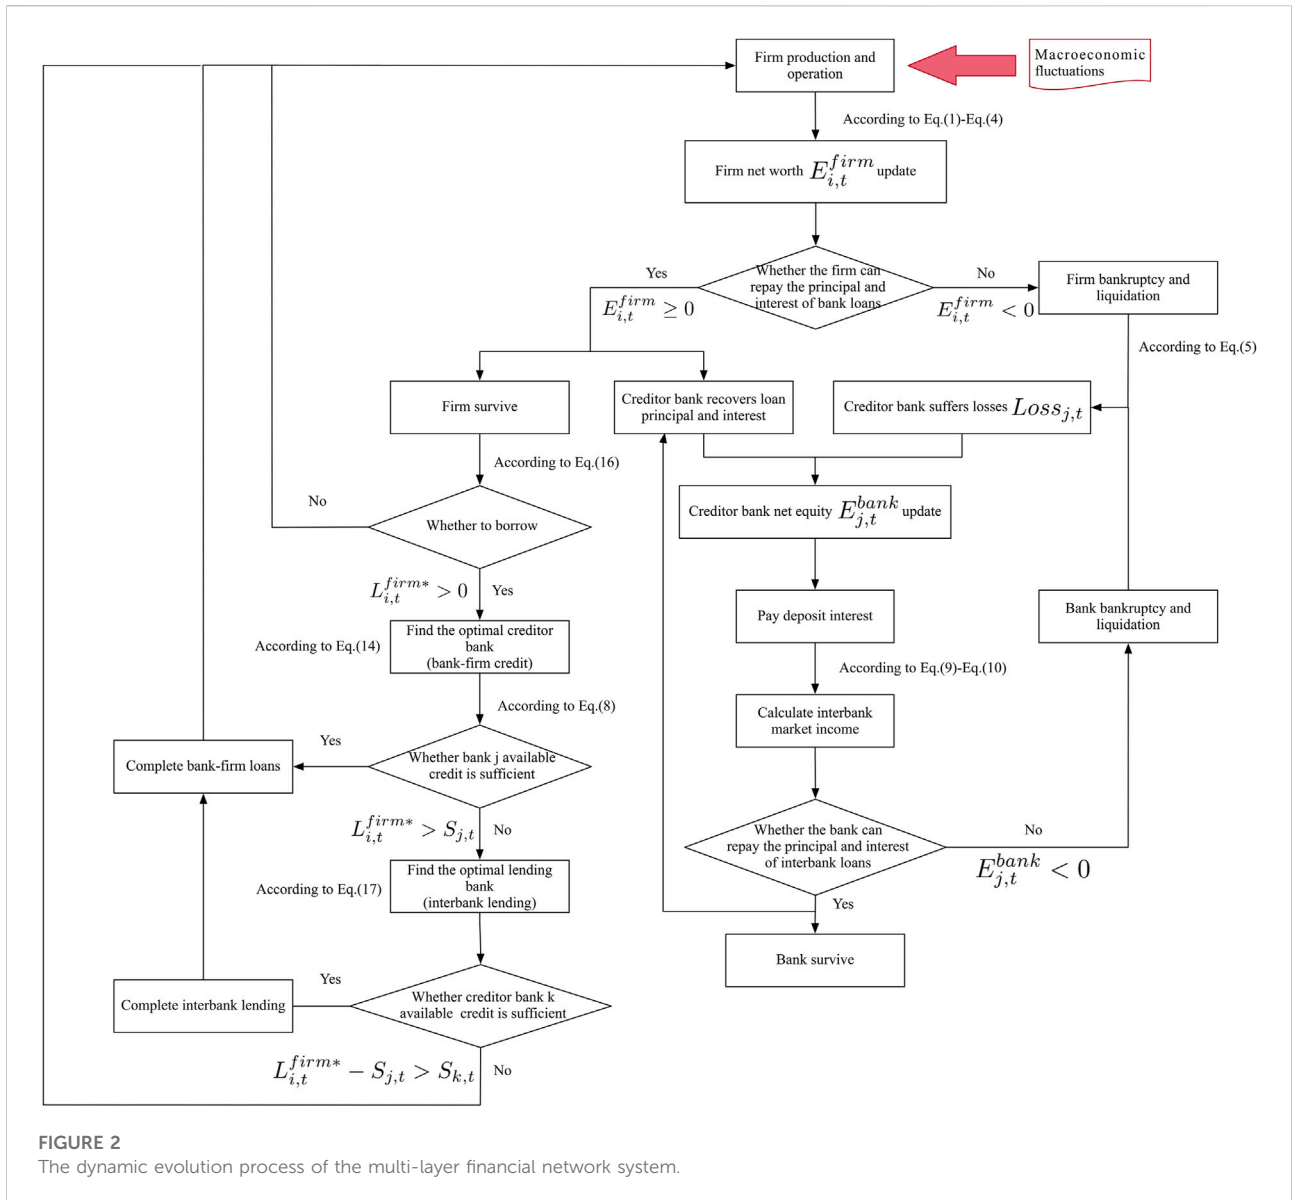 Firm production and
operation
Macroeconomic
fluctuations
According to Eq.(1)-Eq.(4)
Firm net worth E_{i,t}^{firm} update
Whether the firm can
repay the principal and
interest of bank loans
Yes
E_{i,t}^{firm} ≥ 0
No
E_{i,t}^{firm} < 0
Firm bankruptcy and
liquidation
According to Eq.(5)
Firm survive
Creditor bank recovers loan
principal and interest
Creditor bank suffers losses Loss_{j,t}
According to Eq.(16)
No
Whether to borrow
Creditor bank net equity E_{j,t}^{bank} update
L_{i,t}^{firm*} > 0
Yes
Pay deposit interest
Bank bankruptcy and
liquidation
According to Eq.(14)
Find the optimal creditor
bank
(bank-firm credit)
According to Eq.(9)-Eq.(10)
According to Eq.(8)
Calculate interbank
market income
Complete bank-firm loans
Yes
Whether bank j available
credit is sufficient
L_{i,t}^{firm*} > S_{j,t}
No
Whether the bank can
repay the principal and interest
of interbank loans
No
E_{j,t}^{bank} < 0
According to Eq.(17)
Find the optimal lending
bank
(interbank lending)
Yes
Bank survive
Complete interbank lending
Yes
Whether creditor bank k
available credit is sufficient
L_{i,t}^{firm*} − S_{j,t} > S_{k,t}
No
FIGURE 2
The dynamic evolution process of the multi-layer financial network system.